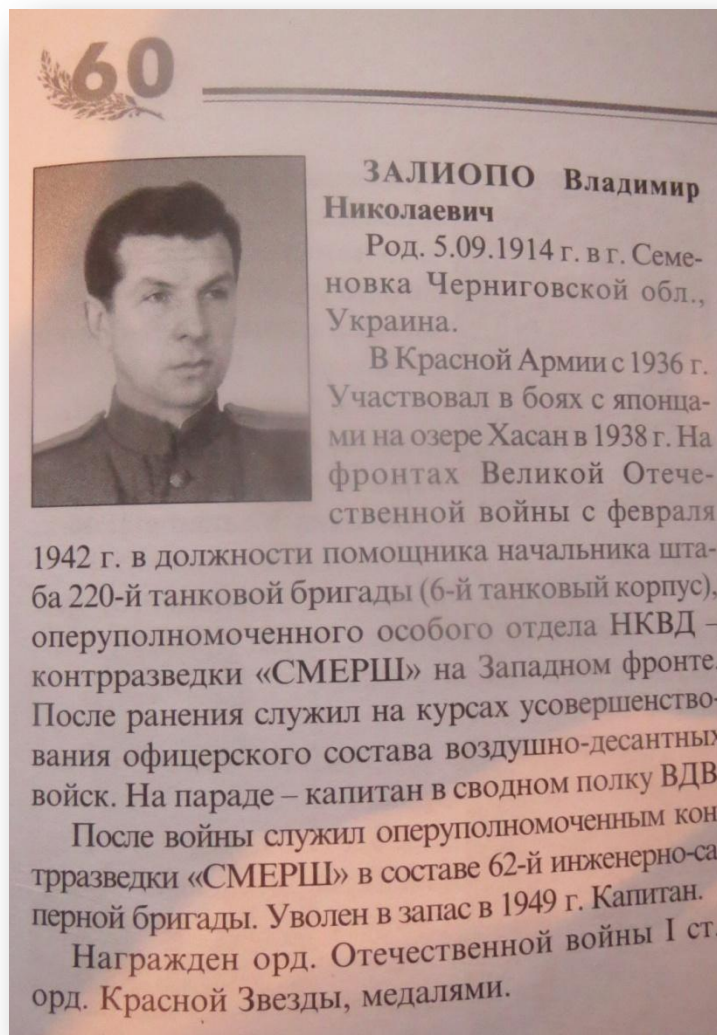 60
ЗАЛИОПО Владимир
Николаевич
Род. 5.09.1914 г. в г. Семе-
новка Черниговской обл.,
Украина.
В Красной Армии с 1936 г.
Участвовал в боях с японца-
ми на озере Хасан в 1938 г. На
фронтах Великой Отече-
ственной войны с февраля
1942 г. в должности помощника начальника шта-
ба 220-й танковой бригады (6-й танковый корпус),
оперуполномоченного особого отдела НКВД –
контрразведки «СМЕРШ» на Западном фронте.
После ранения служил на курсах усовершенство-
вания офицерского состава воздушно-десантных
войск. На параде – капитан в сводном полку ВДВ
После войны служил оперуполномоченным кон
трразведки «СМЕРШ» в составе 62-й инженерно-са
перной бригады. Уволен в запас в 1949 г. Капитан.
Награжден орд. Отечественной войны I ст.
орд. Красной Звезды, медалями.